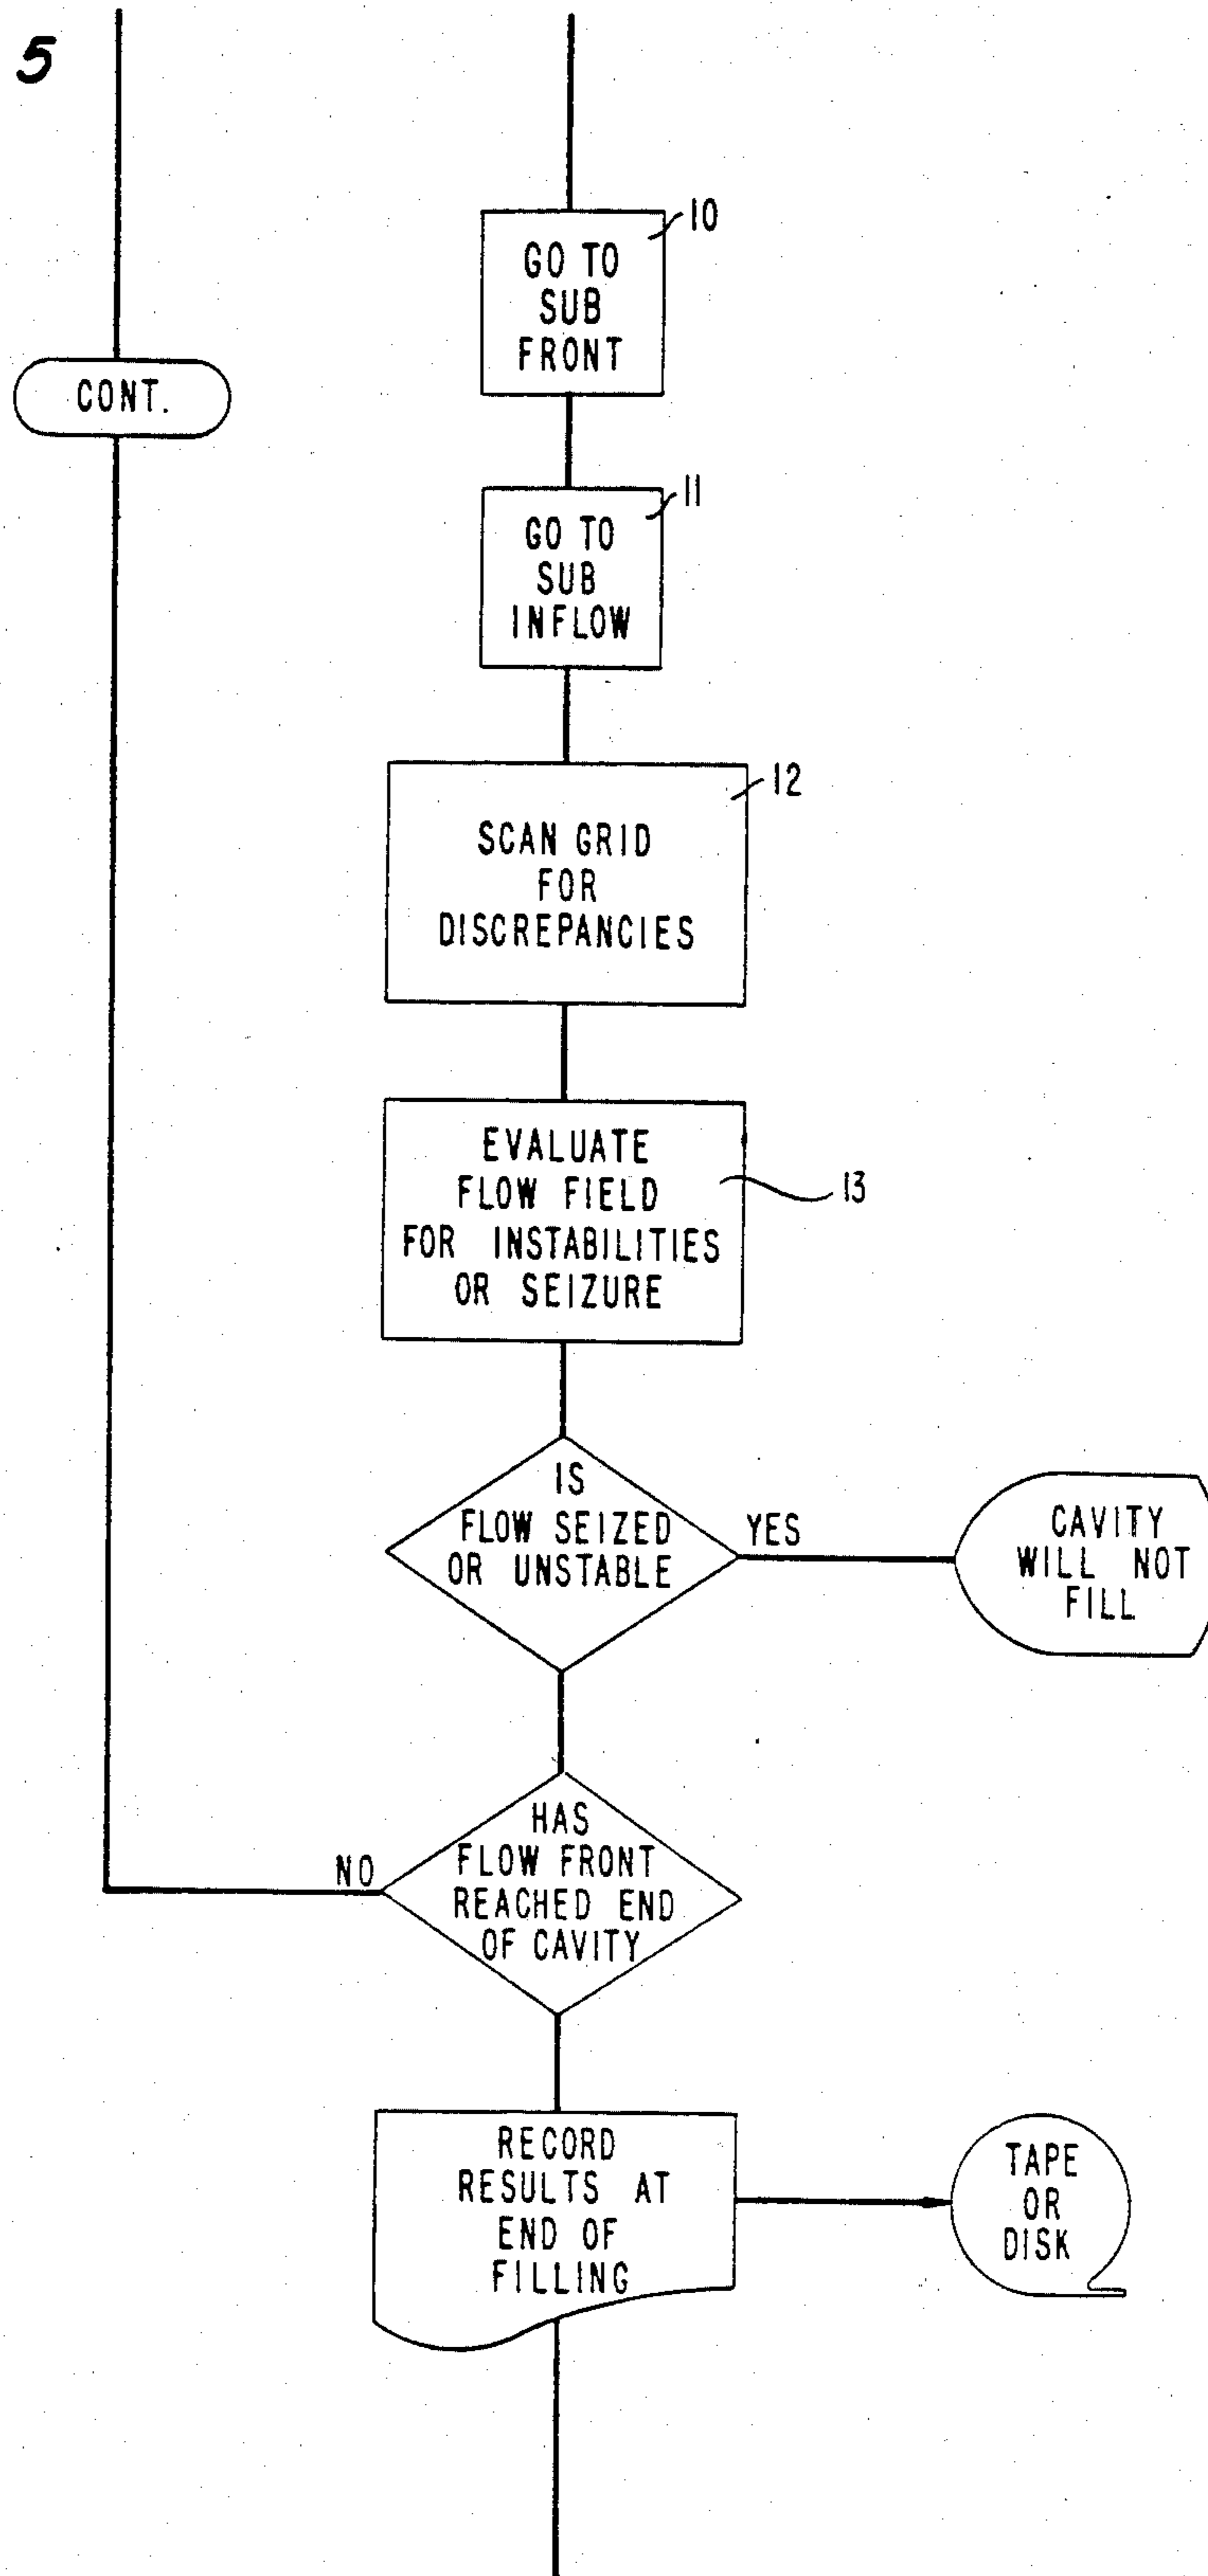 5
10
GO TO
SUB
FRONT
CONT.
11
GO TO
SUB
INFLOW
12
SCAN GRID
FOR
DISCREPANCIES
EVALUATE
FLOW FIELD
FOR INSTABILITIES
OR SEIZURE
13
IS
FLOW SEIZED
OR UNSTABLE
YES
CAVITY
WILL NOT
FILL
HAS
FLOW FRONT
REACHED END
OF CAVITY
NO
RECORD
RESULTS AT
END OF
FILLING
TAPE
OR
DISK